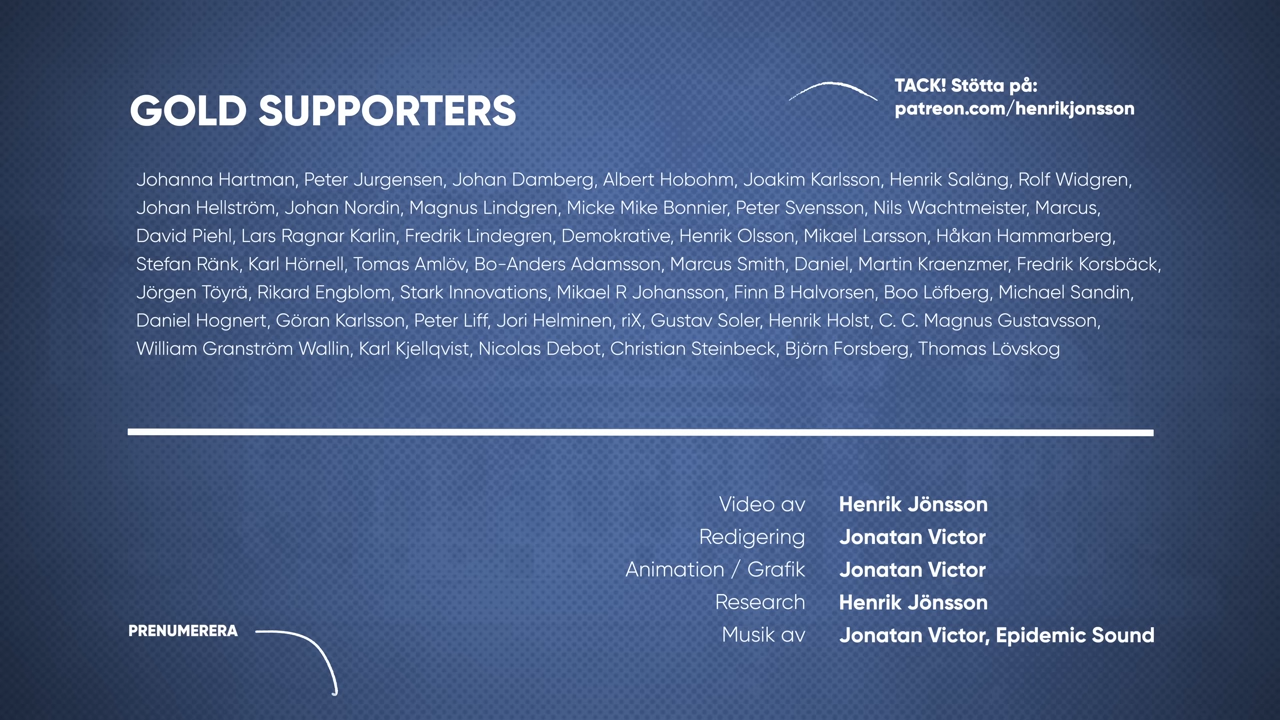 GOLD SUPPORTERS
TACK! Stötta på:
patreon.com/henrikjonsson
Johanna Hartman, Peter Jurgensen, Johan Damberg, Albert Hobohm, Joakim Karlsson, Henrik Saläng, Rolf Widgren,
Johan Hellström, Johan Nordin, Magnus Lindgren, Micke Mike Bonnier, Peter Svensson, Nils Wachtmeister, Marcus,
David Piehl, Lars Ragnar Karlin, Fredrik Lindegren, Demokrative, Henrik Olsson, Mikael Larsson, Håkan Hammarberg,
Stefan Ränk, Karl Hörnell, Tomas Amlöv, Bo-Anders Adamsson, Marcus Smith, Daniel, Martin Kraenzmer, Fredrik Korsbäck,
Jörgen Töyrä, Rikard Engblom, Stark Innovations, Mikael R Johansson, Finn B Halvorsen, Boo Löfberg, Michael Sandin,
Daniel Hognert, Göran Karlsson, Peter Liff, Jori Helminen, riX, Gustav Soler, Henrik Holst, C. C. Magnus Gustavsson,
William Granström Wallin, Karl Kjellqvist, Nicolas Debot, Christian Steinbeck, Björn Forsberg, Thomas Lövskog
Video av Henrik Jönsson
Redigering Jonatan Victor
Animation / Grafik Jonatan Victor
Research Henrik Jönsson
Musik av Jonatan Victor, Epidemic Sound
PRENUMERERA